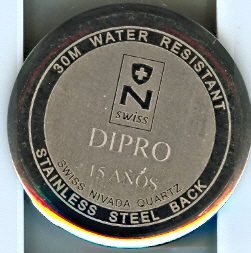 30M WATER RESISTANT
N
swiss
DIPRO
15 AÑOS
SWISS NIVADA QUARTZ
STAINLESS STEEL BACK